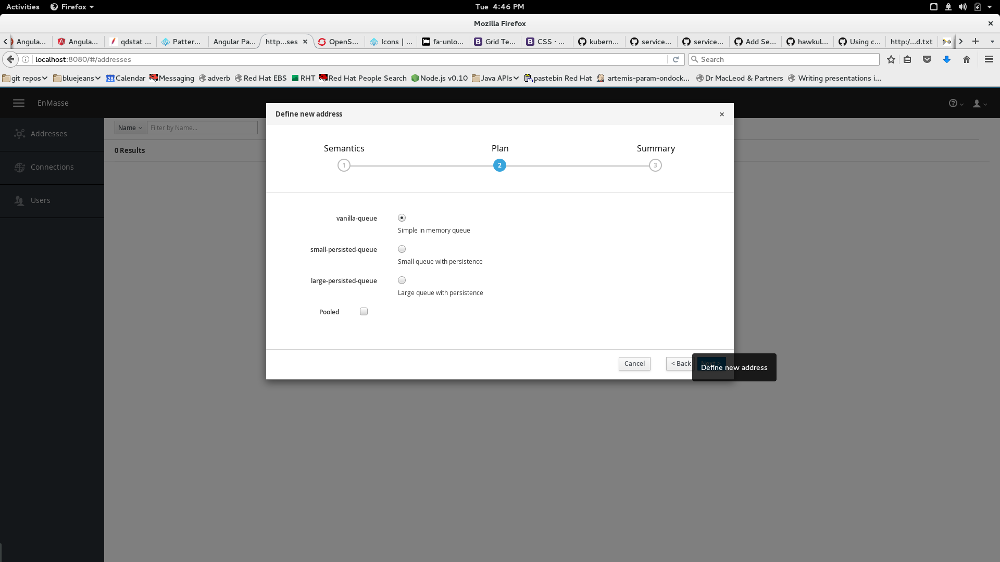 Activities Firefox Tue 4:46 PM
Mozilla Firefox
Angula... Angula... qdstat ... Patter... Angular Pa... http...ses OpenS... Icons | ... fa-unlo... Grid Te... CSS · ... kubern... service... service... Add Se... hawkul... Using c... http:/...d.txt
localhost:8080/#/addresses Search
git repos bluejeans 28 Calendar Messaging adverb Red Hat EBS RHT Red Hat People Search Node.js v0.10 Java APIs pastebin Red Hat artemis-param-ondock... Dr MacLeod & Partners Writing presentations i...
EnMasse
Addresses
Connections
Users
Name Filter by Name...
0 Results
Define new address
Semantics Plan Summary
1 2 3
vanilla-queue
Simple in memory queue
small-persisted-queue
Small queue with persistence
large-persisted-queue
Large queue with persistence
Pooled
Cancel < Back Next >
Define new address